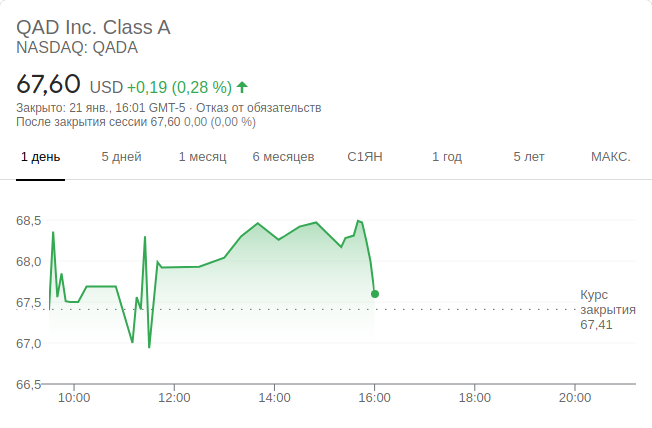 QAD Inc. Class A
NASDAQ: QADA
67,60 USD +0,19 (0,28 %)
Закрыто: 21 янв., 16:01 GMT-5 · Отказ от обязательств
После закрытия сессии 67,60 0,00 (0,00 %)
1 день 5 дней 1 месяц 6 месяцев С1ЯН 1 год 5 лет МАКС.
68,5
68,0
67,5
67,0
66,5
Курс
закрытия
67,41
10:00 12:00 14:00 16:00 18:00 20:00